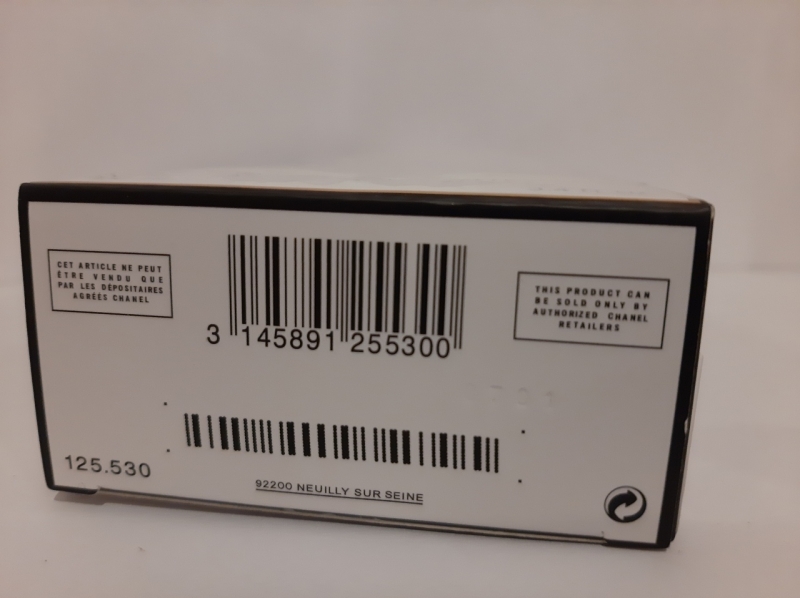 CET ARTICLE NE PEUT
ÊTRE VENDU QUE
PAR LES DÉPOSITAIRES
AGRÉÉS CHANEL
3 145891 255300
THIS PRODUCT CAN
BE SOLD ONLY BY
AUTHORIZED CHANEL
RETAILERS
125.530
92200 NEUILLY SUR SEINE